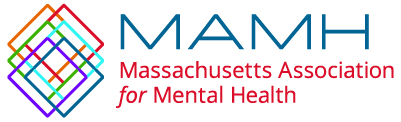 MAMH
Massachusetts Association
for Mental Health